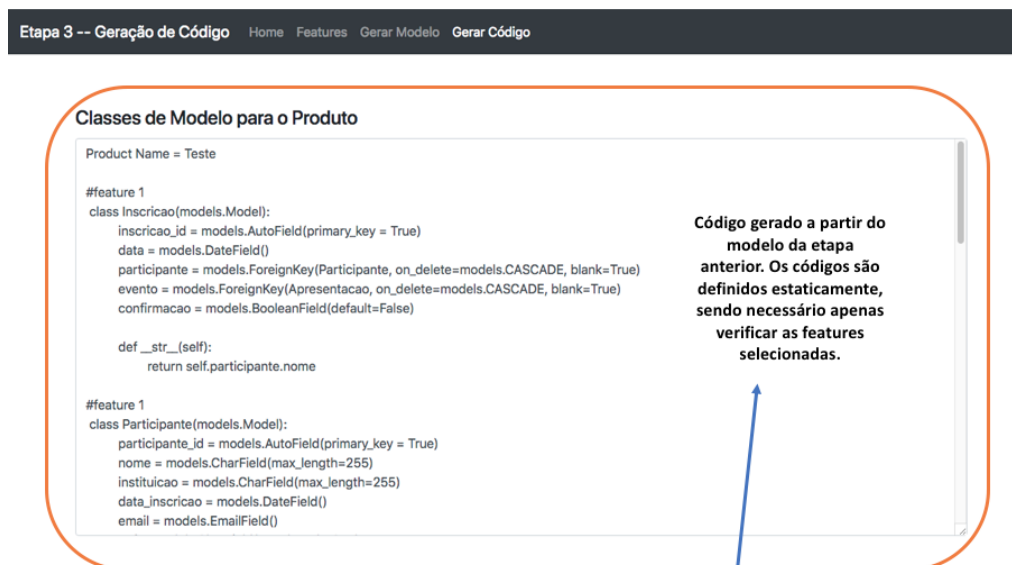 Etapa 3 -- Geração de Código Home Features Gerar Modelo Gerar Código
Classes de Modelo para o Produto
Product Name = Teste
#feature 1
class Inscricao(models.Model):
inscricao_id = models.AutoField(primary_key = True)
data = models.DateField()
participante = models.ForeignKey(Participante, on_delete=models.CASCADE, blank=True)
evento = models.ForeignKey(Apresentacao, on_delete=models.CASCADE, blank=True)
confirmacao = models.BooleanField(default=False)
def __str__(self):
return self.participante.nome
#feature 1
class Participante(models.Model):
participante_id = models.AutoField(primary_key = True)
nome = models.CharField(max_length=255)
instituicao = models.CharField(max_length=255)
data_inscricao = models.DateField()
email = models.EmailField()
Código gerado a partir do
modelo da etapa
anterior. Os códigos são
definidos estaticamente,
sendo necessário apenas
verificar as features
selecionadas.